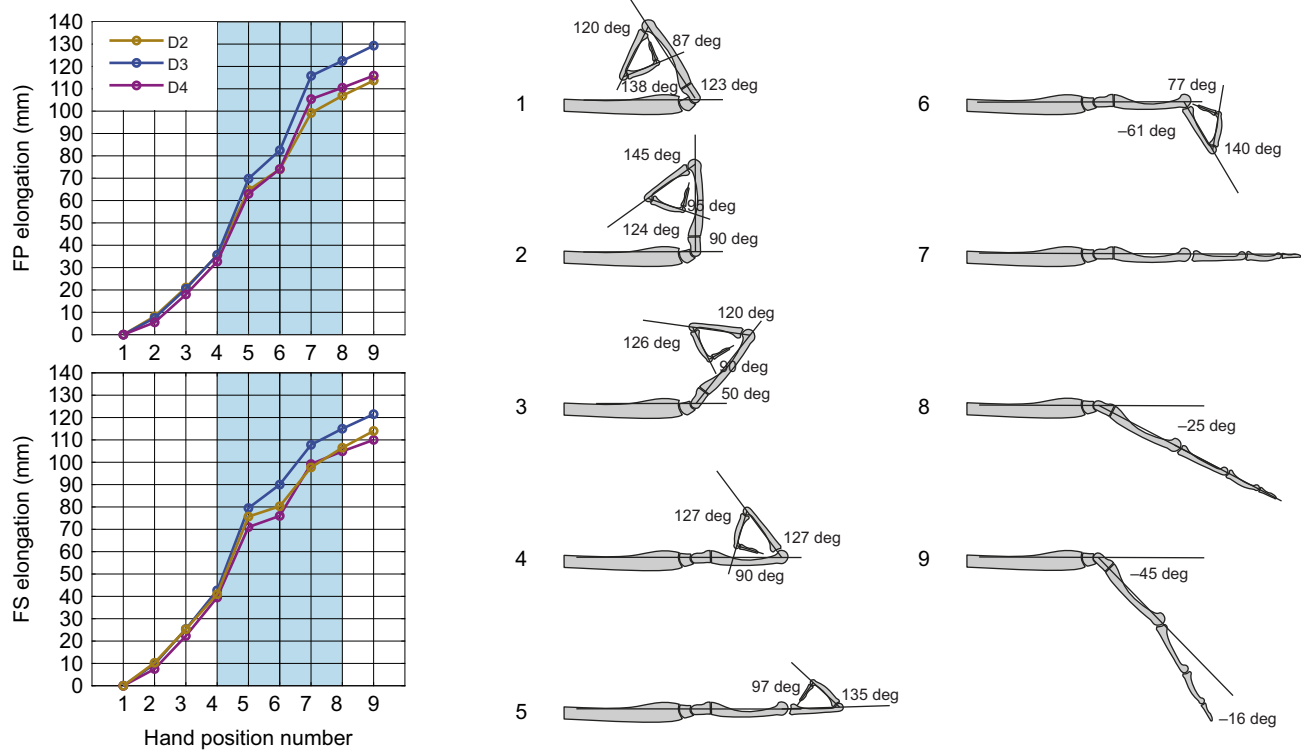 140
130
120
110
100
90
80
70
60
50
40
30
20
10
0
FP elongation (mm)
D2
D3
D4
1 2 3 4 5 6 7 8 9
140
130
120
110
100
90
80
70
60
50
40
30
20
10
0
FS elongation (mm)
1 2 3 4 5 6 7 8 9
Hand position number
1
120 deg
87 deg
138 deg
123 deg
2
145 deg
95 deg
124 deg
90 deg
3
120 deg
126 deg
90 deg
50 deg
4
127 deg
127 deg
90 deg
5
97 deg
135 deg
6
77 deg
–61 deg
140 deg
7
8
–25 deg
9
–45 deg
–16 deg